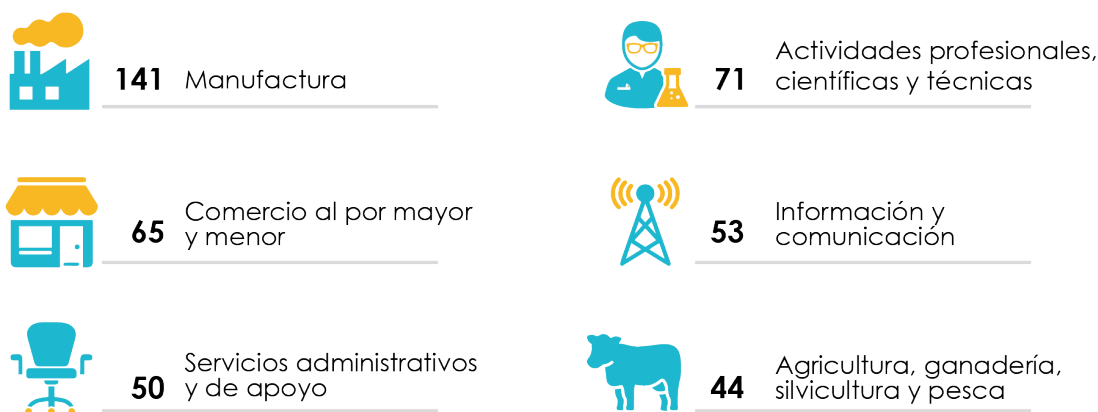 141 Manufactura
71 Actividades profesionales,
científicas y técnicas
65 Comercio al por mayor
y menor
53 Información y
comunicación
50 Servicios administrativos
y de apoyo
44 Agricultura, ganadería,
silvicultura y pesca